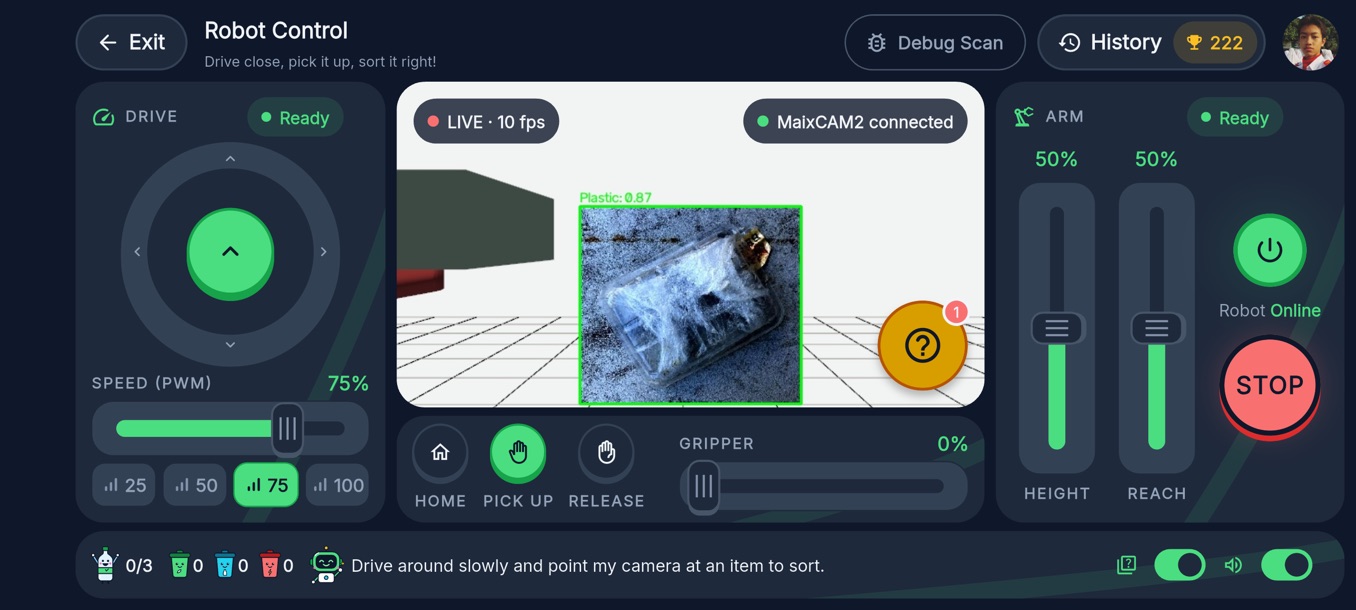 Exit
Robot Control
Drive close, pick it up, sort it right!
Debug Scan
History
222
DRIVE
Ready
SPEED (PWM)
75%
25
50
75
100
LIVE · 10 fps
MaixCAM2 connected
Plastic: 0.87
1
HOME
PICK UP
RELEASE
GRIPPER
0%
ARM
Ready
50%
50%
HEIGHT
REACH
Robot Online
STOP
0/3
0
0
0
Drive around slowly and point my camera at an item to sort.